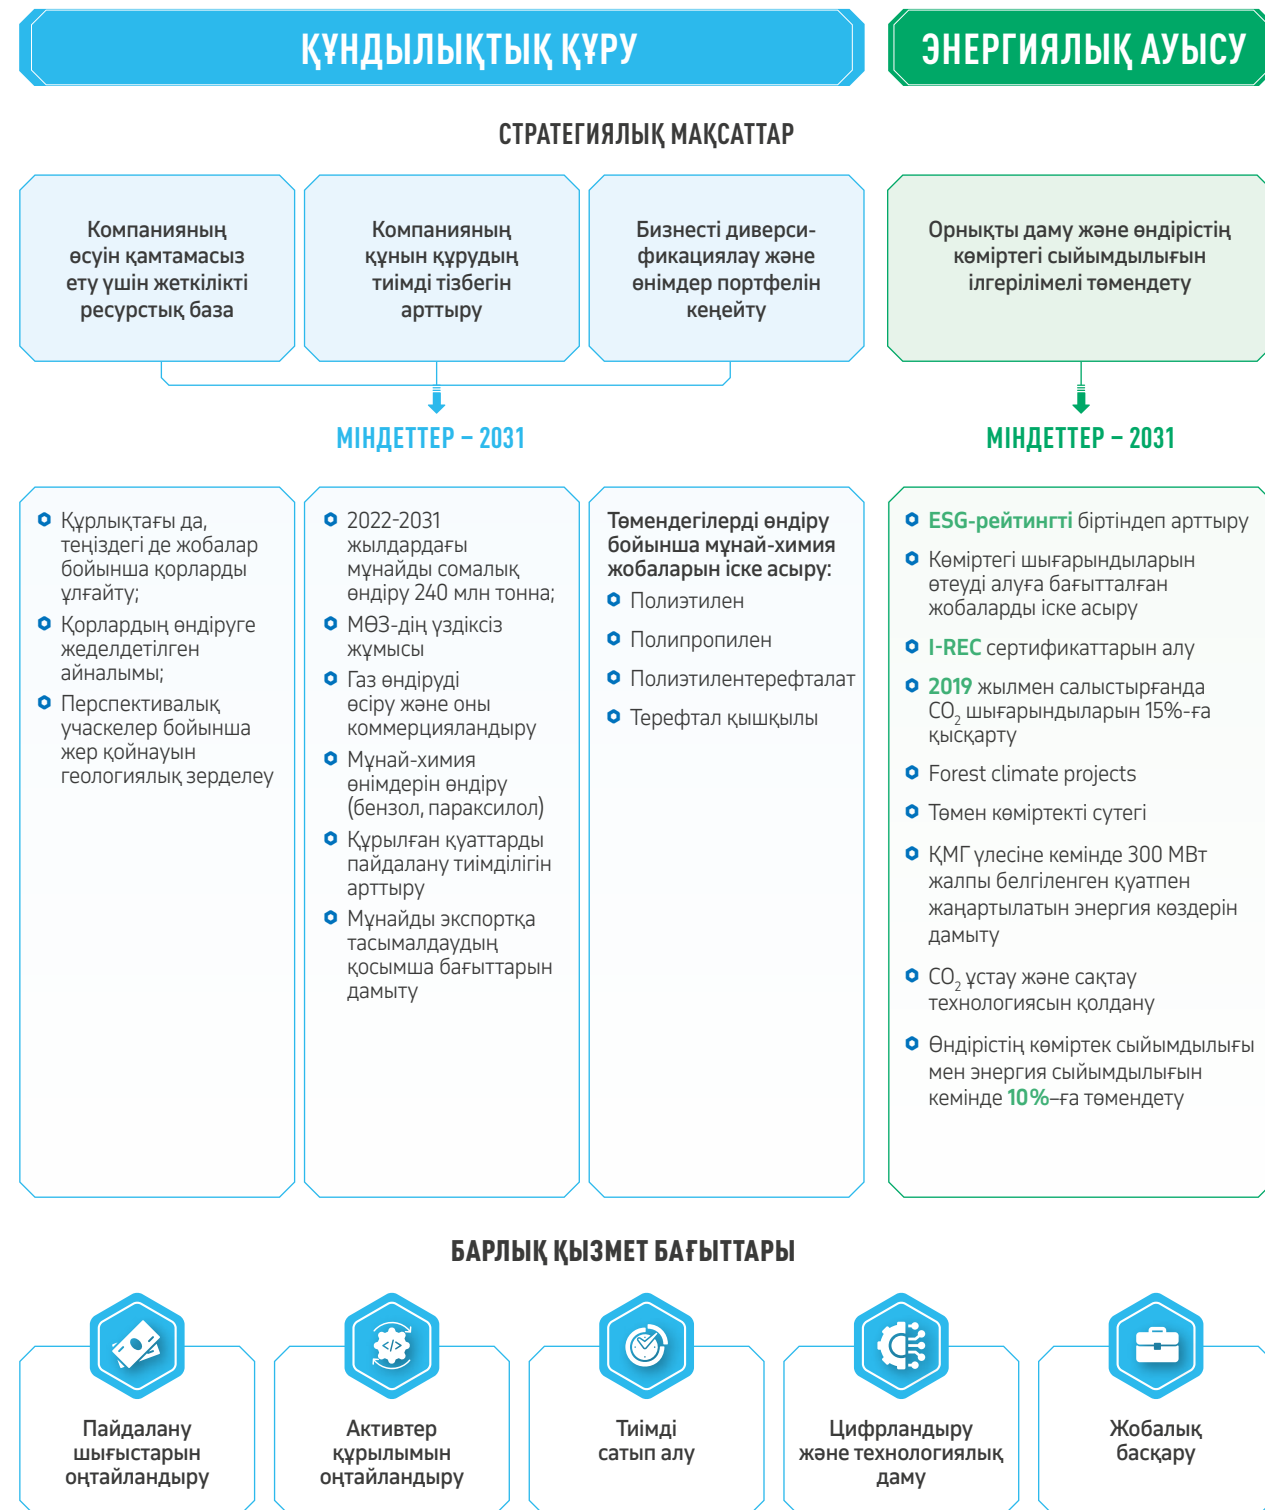 ҚҰНДЫЛЫҚТЫҚ ҚҰРУ
ЭНЕРГИЯЛЫҚ АУЫСУ
СТРАТЕГИЯЛЫҚ МАҚСАТТАР
Компанияның
өсуін қамтамасыз
ету үшін жеткілікті
ресурстық база
Компанияның
құнын құрудың
тиімді тізбегін
арттыру
Бизнесті диверси-
фикациялау және
өнімдер портфелін
кеңейту
Орнықты даму және өндірістің
көміртегі сыйымдылығын
ілгерілімелі төмендету
МІНДЕТТЕР – 2031
МІНДЕТТЕР – 2031
Құрлықтағы да,
теңіздегі де жобалар
бойынша қорларды
ұлғайту;
Қорлардың өндіруге
жеделдетілген
айналымы;
Перспективалық
учаскелер бойынша
жер қойнауын
геологиялық зерделеу
2022-2031
жылдардағы
мұнайды сомалық
өндіру 240 млн тонна;
МӨЗ-дің үздіксіз
жұмысы
Газ өндіруді
өсіру және оны
коммерцияландыру
Мұнай-химия
өнімдерін өндіру
(бензол, параксилол)
Құрылған қуаттарды
пайдалану тиімділігін
арттыру
Мұнайды экспортқа
тасымалдаудың
қосымша бағыттарын
дамыту
Төмендегілерді өндіру
бойынша мұнай-химия
жобаларын іске асыру:
Полиэтилен
Полипропилен
Полиэтилентерефталат
Терефтал қышқылы
ESG-рейтингті біртіндеп арттыру
Көміртегі шығарындыларын
өтеуді алуға бағытталған
жобаларды іске асыру
I-REC сертификаттарын алу
2019 жылмен салыстырғанда
CO₂ шығарындыларын 15%-ға
қысқарту
Forest climate projects
Төмен көміртекті сутегі
ҚМГ үлесіне кемінде 300 МВт
жалпы белгіленген қуатпен
жаңартылатын энергия көздерін
дамыту
CO₂ ұстау және сақтау
технологиясын қолдану
Өндірістің көміртек сыйымдылығы
мен энергия сыйымдылығын
кемінде 10%–ға төмендету
БАРЛЫҚ ҚЫЗМЕТ БАҒЫТТАРЫ
Пайдалану
шығыстарын
оңтайландыру
Активтер
құрылымын
оңтайландыру
Тиімді
сатып алу
Цифрландыру
және технологиялық
даму
Жобалық
басқару